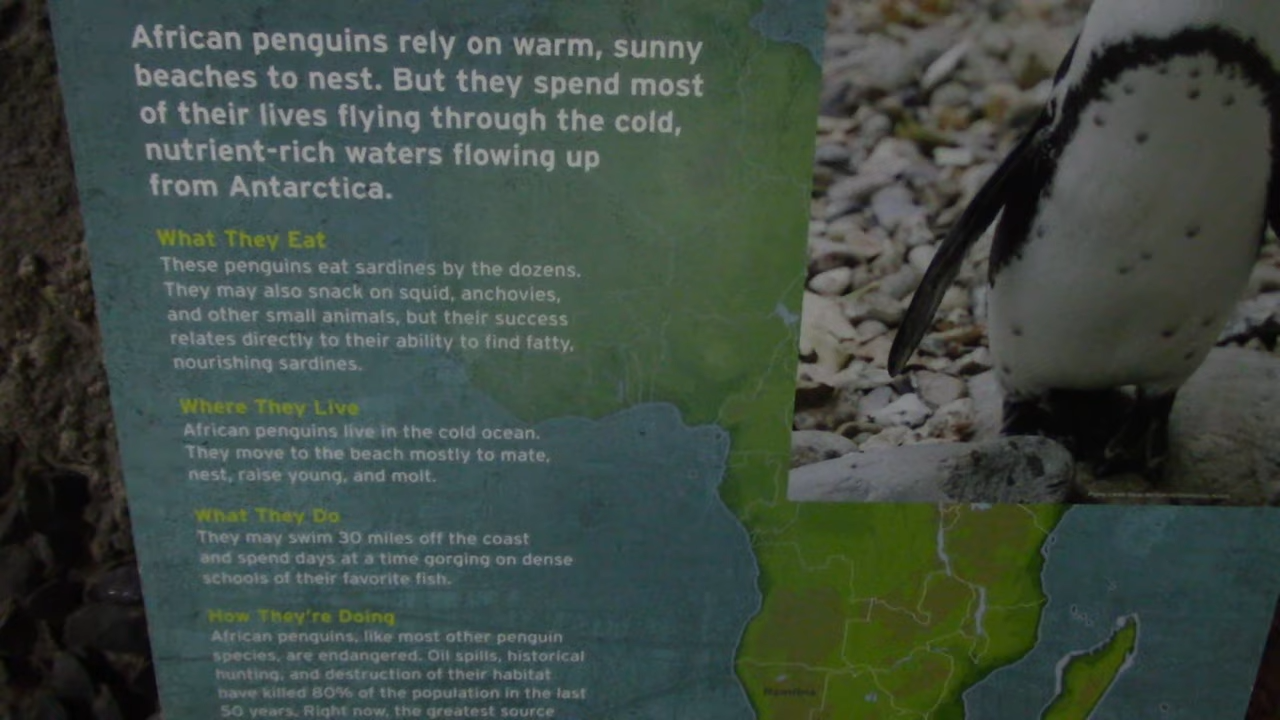 African penguins rely on warm, sunny
beaches to nest. But they spend most
of their lives flying through the cold,
nutrient-rich waters flowing up
from Antarctica.
What They Eat
These penguins eat sardines by the dozens.
They may also snack on squid, anchovies,
and other small animals, but their success
relates directly to their ability to find fatty,
nourishing sardines.
Where They Live
African penguins live in the cold ocean.
They move to the beach mostly to mate,
nest, raise young, and molt.
What They Do
They may swim 30 miles off the coast
and spend days at a time gorging on dense
schools of their favorite fish.
How They're Doing
African penguins, like most other penguin
species, are endangered. Oil spills, historical
hunting, and destruction of their habitat
have killed 80% of the population in the last
50 years. Right now, the greatest source
Namibia